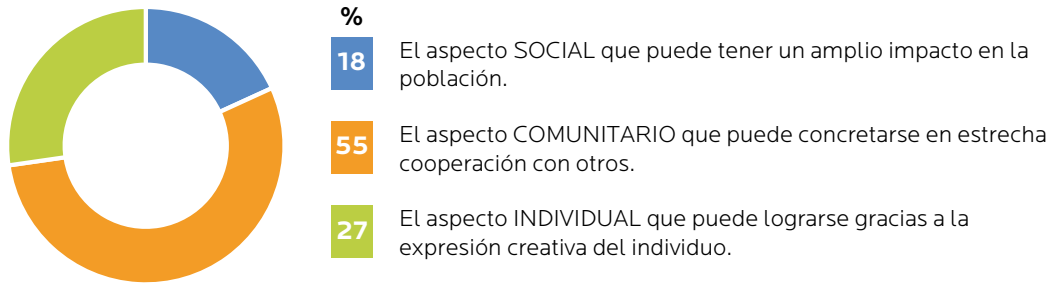 %
18
El aspecto SOCIAL que puede tener un amplio impacto en la
población.
55
El aspecto COMUNITARIO que puede concretarse en estrecha
cooperación con otros.
27
El aspecto INDIVIDUAL que puede lograrse gracias a la
expresión creativa del individuo.